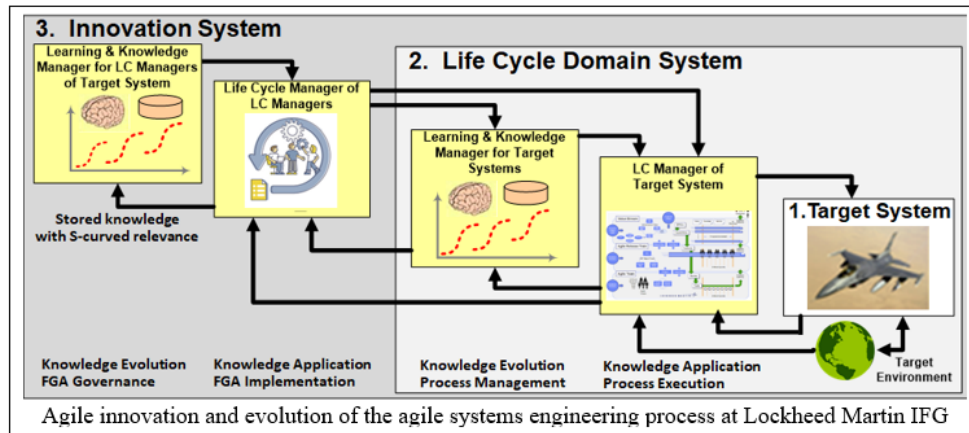 3. Innovation System
Learning & Knowledge
Manager for LC Managers
of Target System
Life Cycle Manager of
LC Managers
2. Life Cycle Domain System
Learning & Knowledge
Manager for Target
Systems
LC Manager of
Target System
1.Target System
Stored knowledge
with S-curved relevance
Target
Environment
Knowledge Evolution
FGA Governance
Knowledge Application
FGA Implementation
Knowledge Evolution
Process Management
Knowledge Application
Process Execution
Agile innovation and evolution of the agile systems engineering process at Lockheed Martin IFG